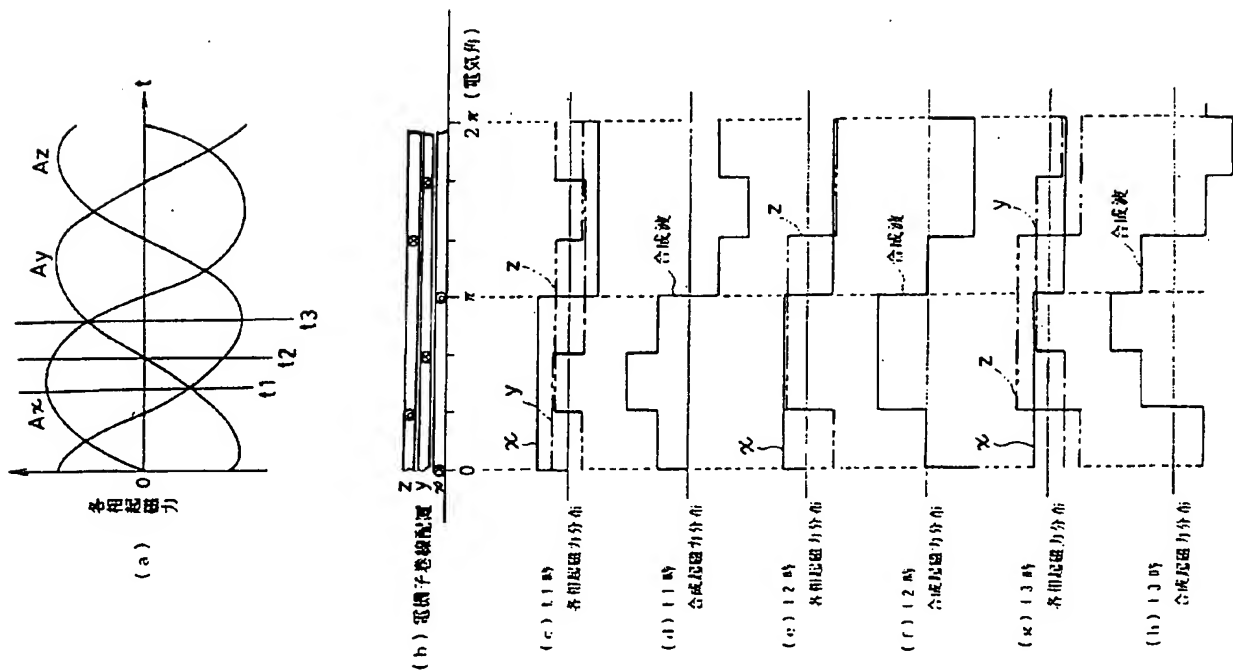 各相起磁力
0
Ax
Ay
Az
t
t1
t2
t3
(a)
(b) 電機子巻線配置
z
y
x
0
π
2π (電気角)
(c) t1時
各相起磁力分布
x
y
z
(d) t1時
合成起磁力分布
合成波
(e) t2時
各相起磁力分布
x
z
(f) t2時
合成起磁力分布
合成波
(g) t3時
各相起磁力分布
x
z
y
(h) t3時
合成起磁力分布
合成波